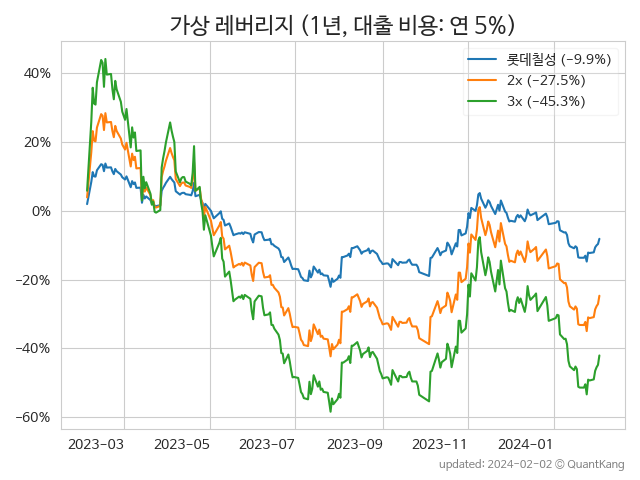 가상 레버리지 (1년, 대출 비용: 연 5%)
롯데칠성 (−9.9%)
2x (−27.5%)
3x (−45.3%)
40%
20%
0%
−20%
−40%
−60%
2023-03 2023-05 2023-07 2023-09 2023-11 2024-01
updated: 2024-02-02 © QuantKang